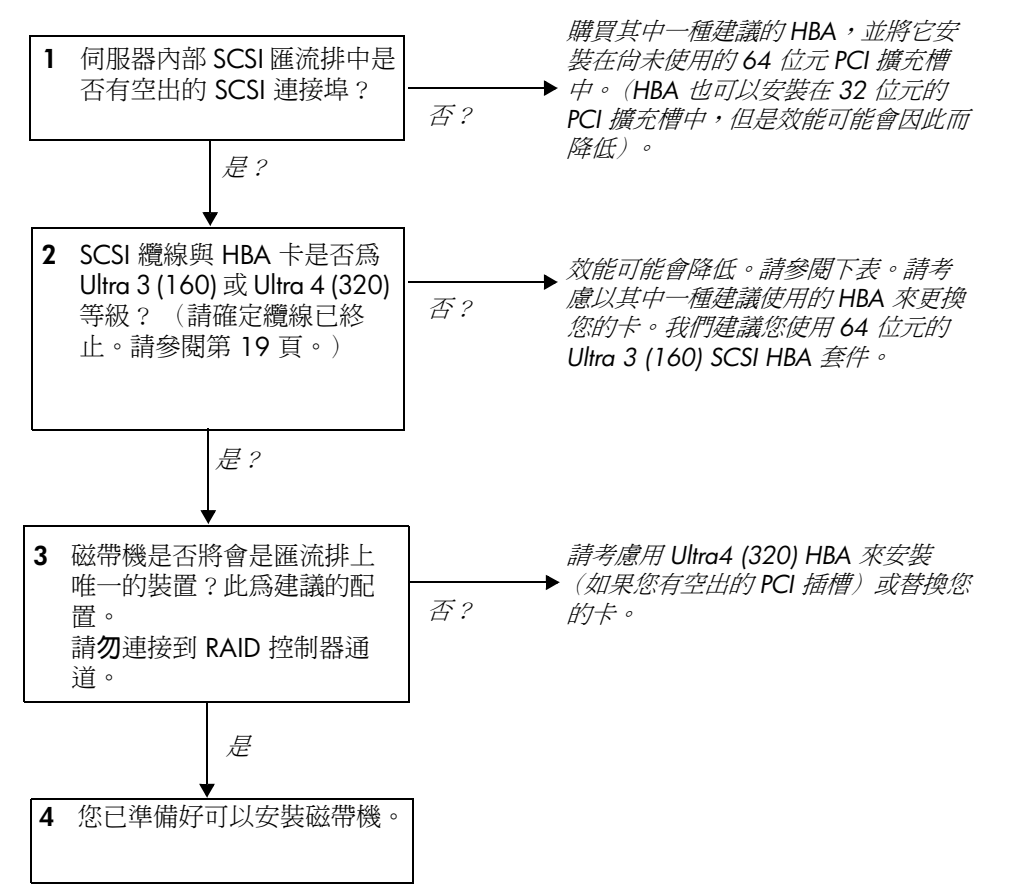 1 伺服器內部 SCSI 匯流排中是
否有空出的 SCSI 連接埠？
否？
購買其中一種建議的 HBA，並將它安
裝在尚未使用的 64 位元 PCI 擴充槽
中。（HBA 也可以安裝在 32 位元的
PCI 擴充槽中，但是效能可能會因此而
降低）。
是？
2 SCSI 纜線與 HBA 卡是否爲
Ultra 3 (160) 或 Ultra 4 (320)
等級？ （請確定纜線已終
止。請參閱第 19 頁。）
否？
效能可能會降低。請參閱下表。請考
慮以其中一種建議使用的 HBA 來更換
您的卡。我們建議您使用 64 位元的
Ultra 3 (160) SCSI HBA 套件。
是？
3 磁帶機是否將會是匯流排上
唯一的裝置？此爲建議的配
置。
請勿連接到 RAID 控制器通
道。
否？
請考慮用 Ultra4 (320) HBA 來安裝
（如果您有空出的 PCI 插槽）或替換您
的卡。
是
4 您已準備好可以安裝磁帶機。